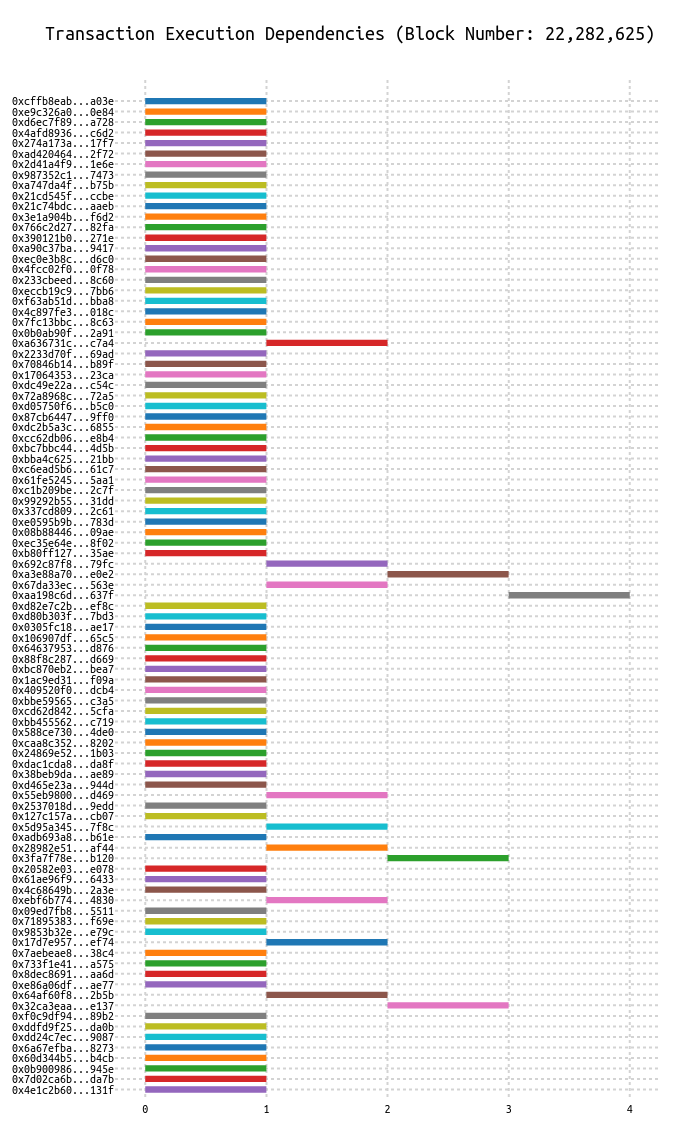 Transaction Execution Dependencies (Block Number: 22,282,625)
0xcffb8eab...a03e
0xe9c326a0...0e84
0xd6ec7f89...a728
0x4afd8936...c6d2
0x274a173a...17f7
0xad420464...2f72
0x2d41a4f9...1e6e
0x987352c1...7473
0xa747da4f...b75b
0x21cd545f...ccbe
0x21c74bdc...aaeb
0x3e1a904b...f6d2
0x766c2d27...82fa
0x390121b0...271e
0xa90c37ba...9417
0xec0e3b8c...d6c0
0x4fcc02f0...0f78
0x233cbeed...8c60
0xeccb19c9...7bb6
0xf63ab51d...bba8
0x4c897fe3...018c
0x7fc13bbc...8c63
0x0b0ab90f...2a91
0xa636731c...c7a4
0x2233d70f...69ad
0x70846b14...b89f
0x17064353...23ca
0xdc49e22a...c54c
0x72a8968c...72a5
0xd05750f6...b5c0
0x87cb6447...9ff0
0xdc2b5a3c...6855
0xcc62db06...e8b4
0xbc7bbc44...4d5b
0xbba4c625...21bb
0xc6ead5b6...61c7
0x61fe5245...5aa1
0xc1b209be...2c7f
0x99292b55...31dd
0x337cd809...2c61
0xe0595b9b...783d
0x08b88446...09ae
0xec35e64e...8f02
0xb80ff127...35ae
0x692c87f8...79fc
0xa3e88a70...e0e2
0x67da33ec...563e
0xaa198c6d...637f
0xd82e7c2b...ef8c
0xd80b303f...7bd3
0x0305fc18...ae17
0x106907df...65c5
0x64637953...d876
0x88f8c287...d669
0xbc870eb2...bea7
0x1ac9ed31...f09a
0x409520f0...dcb4
0xbbe59565...c3a5
0xcd62d842...5cfa
0xbb455562...c719
0x588ce730...4de0
0xcaa8c352...8202
0x24869e52...1b03
0xdac1cda8...da8f
0x38beb9da...ae89
0xd465e23a...944d
0x55eb9800...d469
0x2537018d...9edd
0x127c157a...cb07
0x5d95a345...7f8c
0xadb693a8...b61e
0x28982e51...af44
0x3fa7f78e...b120
0x20582e03...e078
0x61ae96f9...6433
0x4c68649b...2a3e
0xebf6b774...4830
0x09ed7fb8...5511
0x71895383...f69e
0x9853b32e...e79c
0x17d7e957...ef74
0x7aebeae8...38c4
0x733f1e41...a575
0x8dec8691...aa6d
0xe86a06df...ae77
0x64af60f8...2b5b
0x32ca3eaa...e137
0xf0c9df94...89b2
0xddfd9f25...da0b
0xdd24c7ec...9087
0x6a67efba...8273
0x60d344b5...b4cb
0x0b900986...945e
0x7d02ca6b...da7b
0x4e1c2b60...131f
0 1 2 3 4